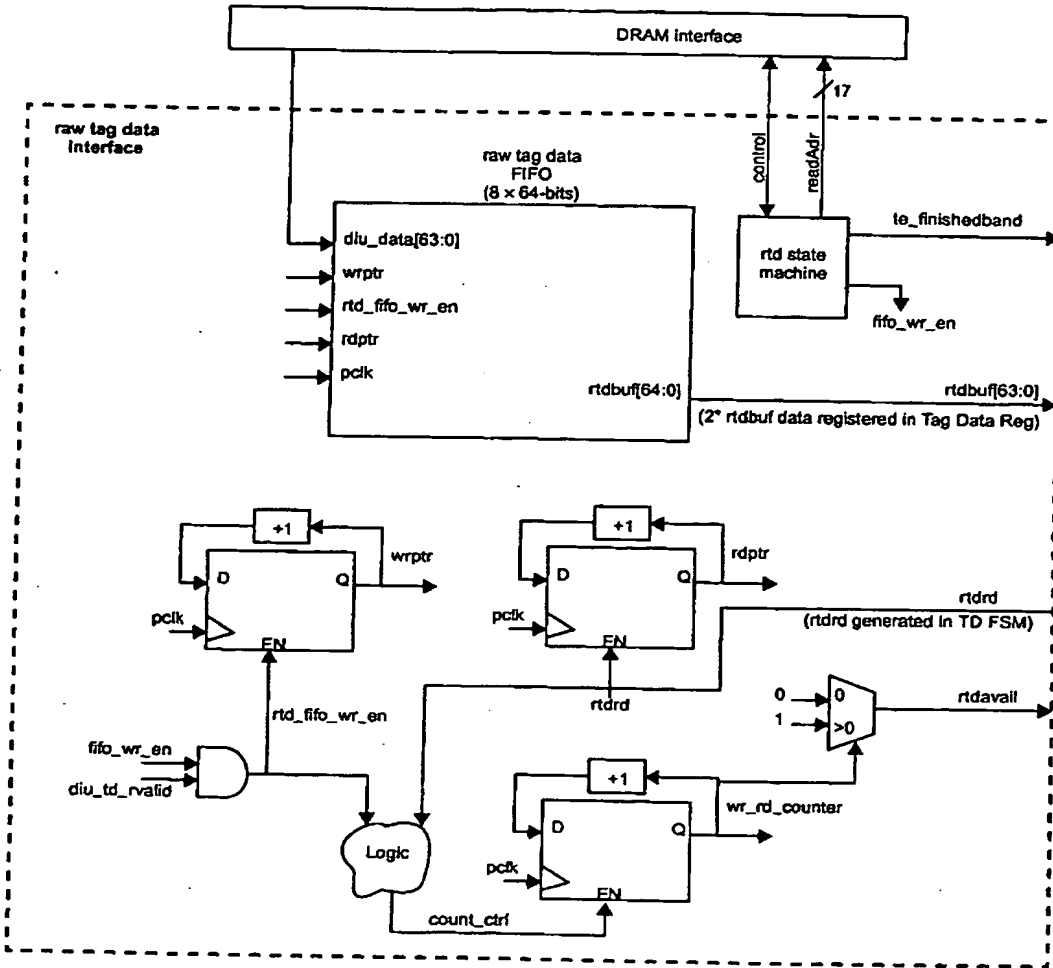 DRAM interface
17
raw tag data
interface
control
readAdr
raw tag data
FIFO
(8 × 64-bits)
diu_data[63:0]
wrptr
rtd_fifo_wr_en
rdptr
pclk
rtdbuf[64:0]
rtd state
machine
te_finishedband
fifo_wr_en
rtdbuf[63:0]
(2* rtdbuf data registered in Tag Data Reg)
+1
wrptr
D
Q
pclk
EN
rtd_fifo_wr_en
+1
rdptr
D
Q
pclk
EN
rtdrd
rtdrd
(rtdrd generated in TD FSM)
0
0
1
>0
rtdavail
fifo_wr_en
diu_td_rvalid
Logic
count_ctrl
+1
wr_rd_counter
D
Q
pclk
EN